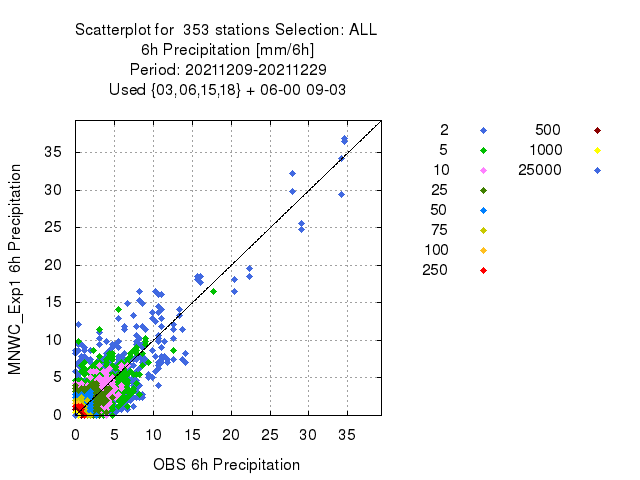 Scatterplot for  353 stations Selection: ALL
6h Precipitation [mm/6h]
Period: 20211209-20211229
Used {03,06,15,18} + 06-00 09-03
MNWC_Exp1 6h Precipitation
35
30
25
20
15
10
5
0
0 5 10 15 20 25 30 35
OBS 6h Precipitation
2 500
5 1000
10 25000
25
50
75
100
250